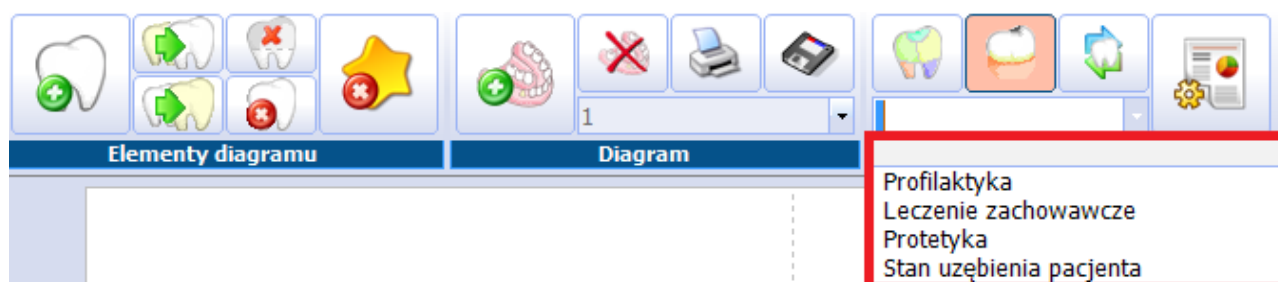 1
Elementy diagramu
Diagram
Profilaktyka
Leczenie zachowawcze
Protetyka
Stan uzębienia pacjenta